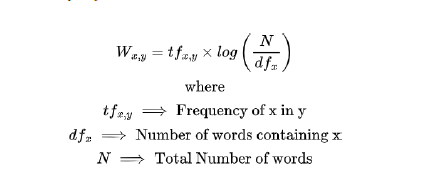 W_{x,y} = tf_{x,y} × log ( N / df_x )
where
tf_{x,y} ⟹ Frequency of x in y
df_x ⟹ Number of words containing x
N ⟹ Total Number of words